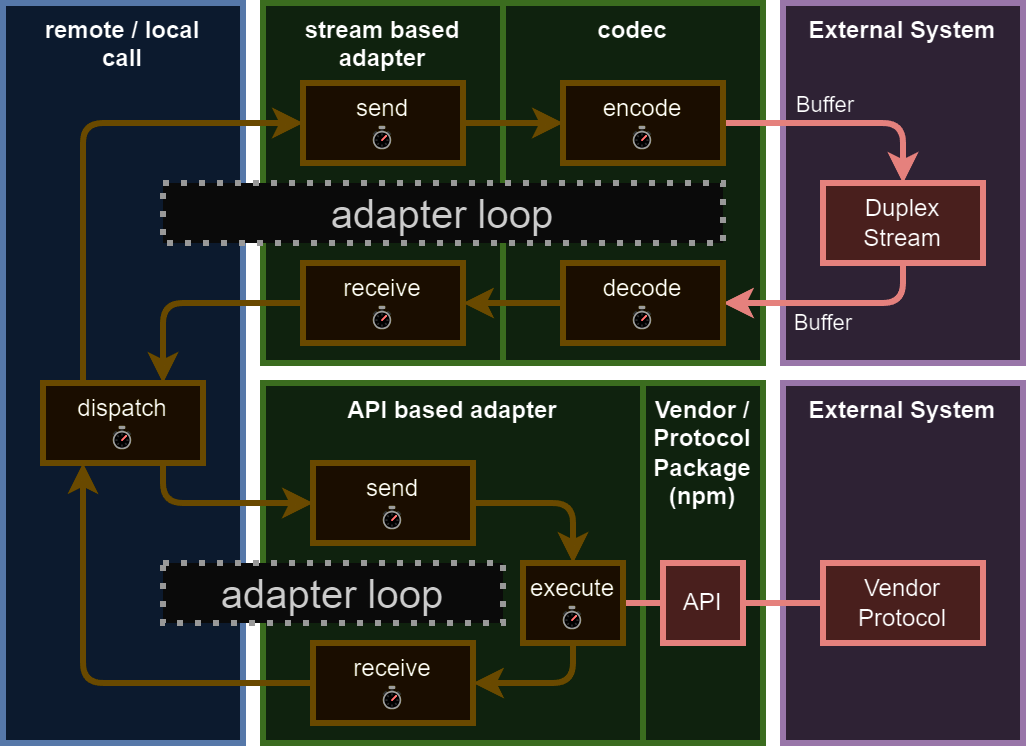 remote / local
call
stream based
adapter
codec
External System
send
encode
Buffer
Duplex
Stream
adapter loop
receive
decode
Buffer
dispatch
API based adapter
Vendor /
Protocol
Package
(npm)
External System
send
adapter loop
execute
API
Vendor
Protocol
receive